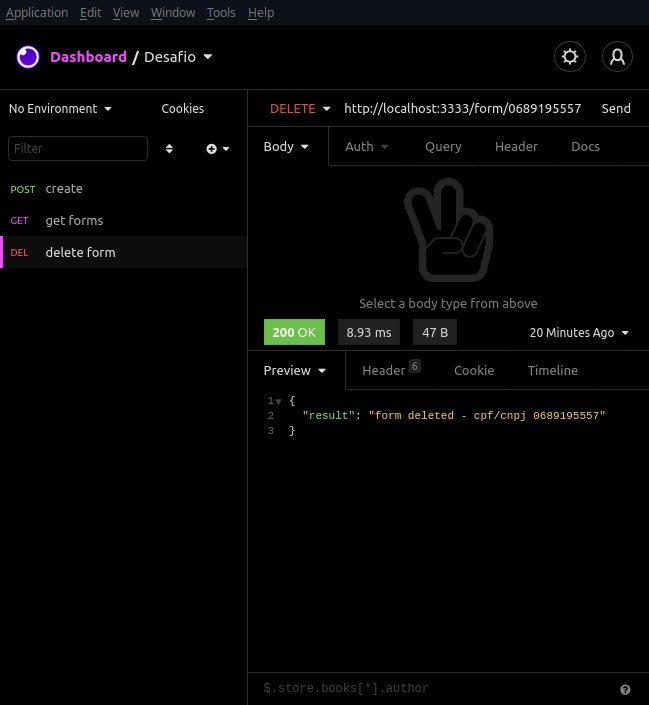 Application Edit View Window Tools Help
Dashboard / Desafio
No Environment Cookies
DELETE http://localhost:3333/form/0689195557 Send
Filter
Body Auth Query Header Docs
POST create
GET get forms
DEL delete form
Select a body type from above
200 OK 8.93 ms 47 B 20 Minutes Ago
Preview Header 6 Cookie Timeline
1 {
2 "result": "form deleted - cpf/cnpj 0689195557"
3 }
$.store.books[*].author